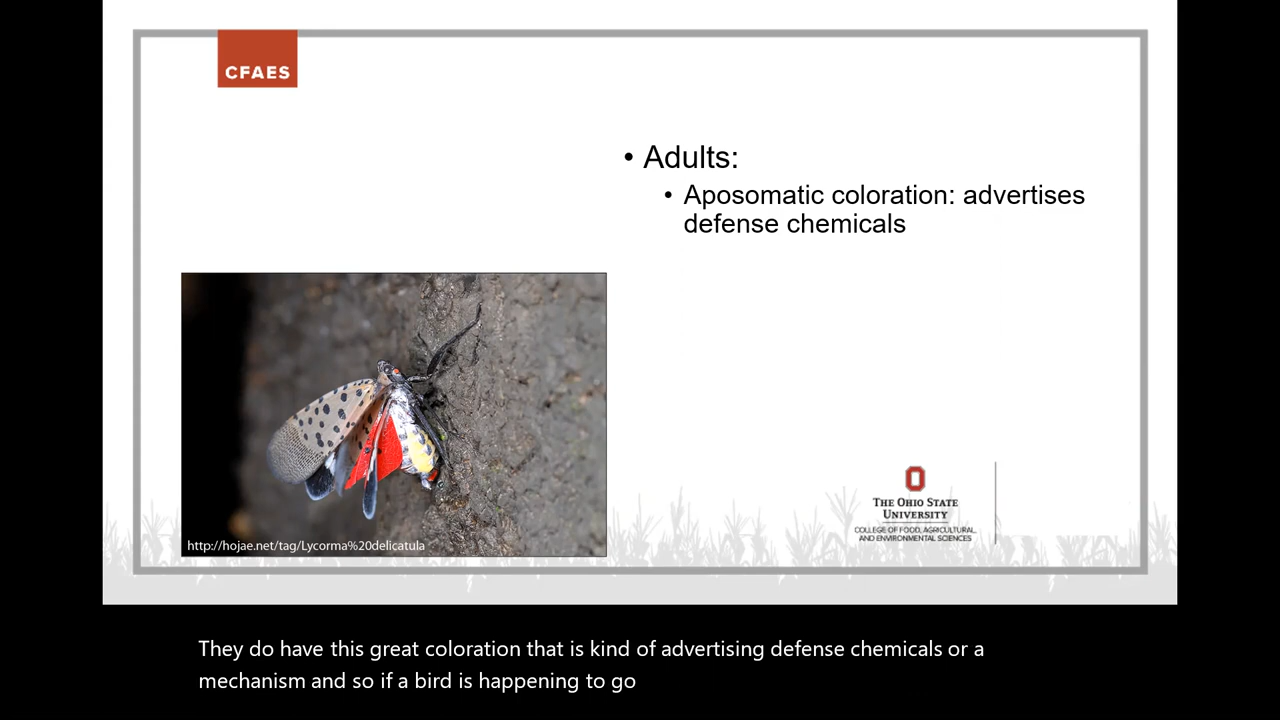 CFAES
• Adults:
• Aposomatic coloration: advertises
defense chemicals
http://hojae.net/tag/Lycorma%20delicatula
THE OHIO STATE
UNIVERSITY
COLLEGE OF FOOD, AGRICULTURAL,
AND ENVIRONMENTAL SCIENCES
They do have this great coloration that is kind of advertising defense chemicals or a
mechanism and so if a bird is happening to go